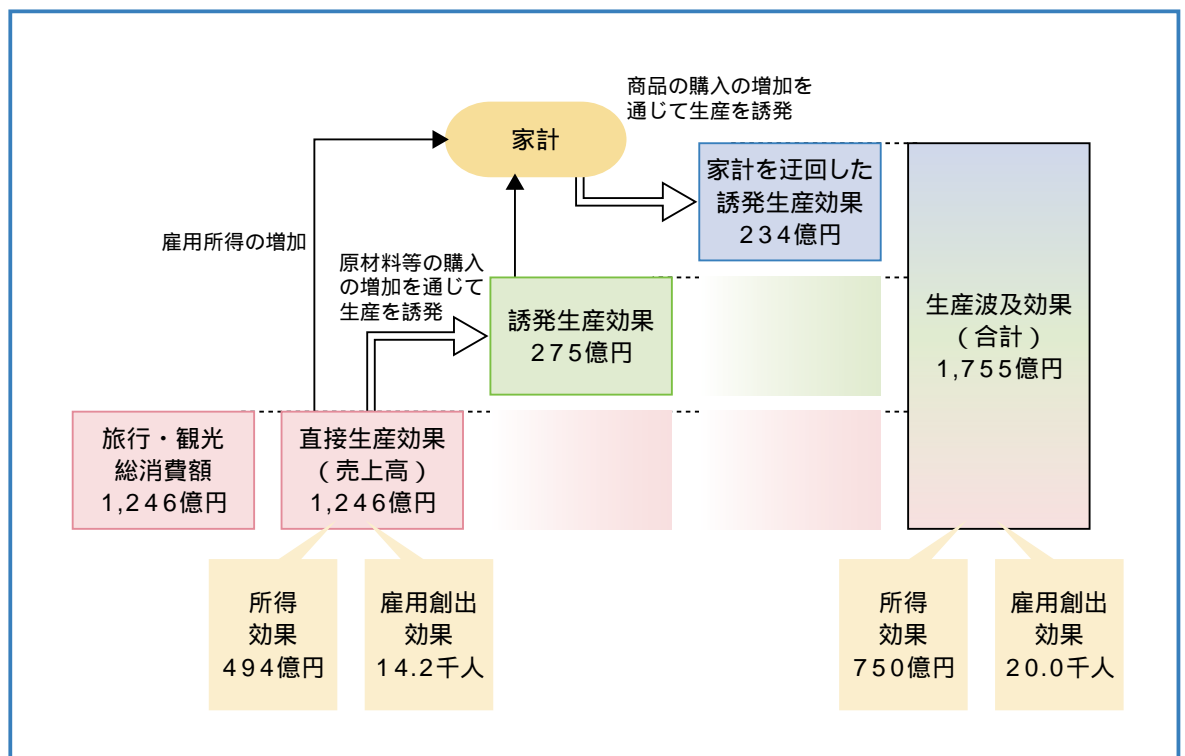 商品の購入の増加を
通じて生産を誘発
家計
家計を迂回した
誘発生産効果
234億円
雇用所得の増加
原材料等の購入
の増加を通じて
生産を誘発
誘発生産効果
275億円
生産波及効果
(合計)
1,755億円
旅行・観光
総消費額
1,246億円
直接生産効果
(売上高)
1,246億円
所得
効果
494億円
雇用創出
効果
14.2千人
所得
効果
750億円
雇用創出
効果
20.0千人